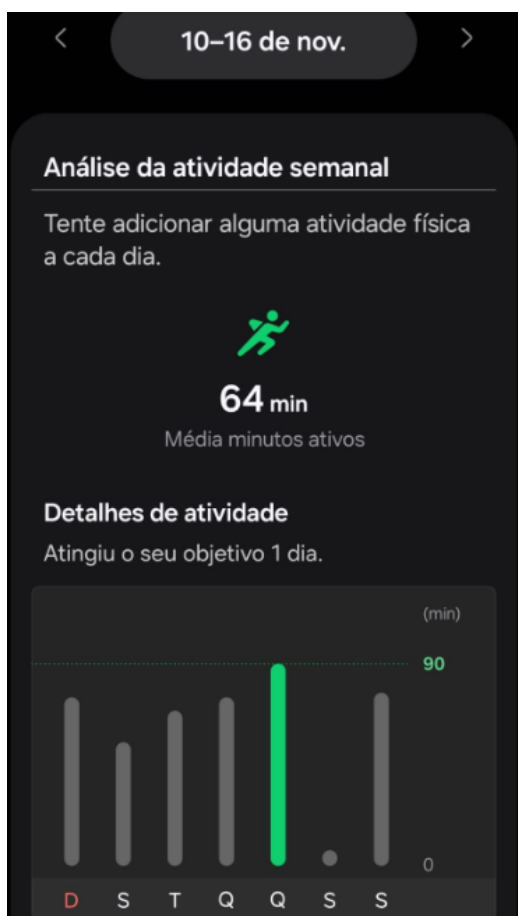 10–16 de nov.
Análise da atividade semanal
Tente adicionar alguma atividade física
a cada dia.
64 min
Média minutos ativos
Detalhes de atividade
Atingiu o seu objetivo 1 dia.
(min)
90
0
D S T Q Q S S